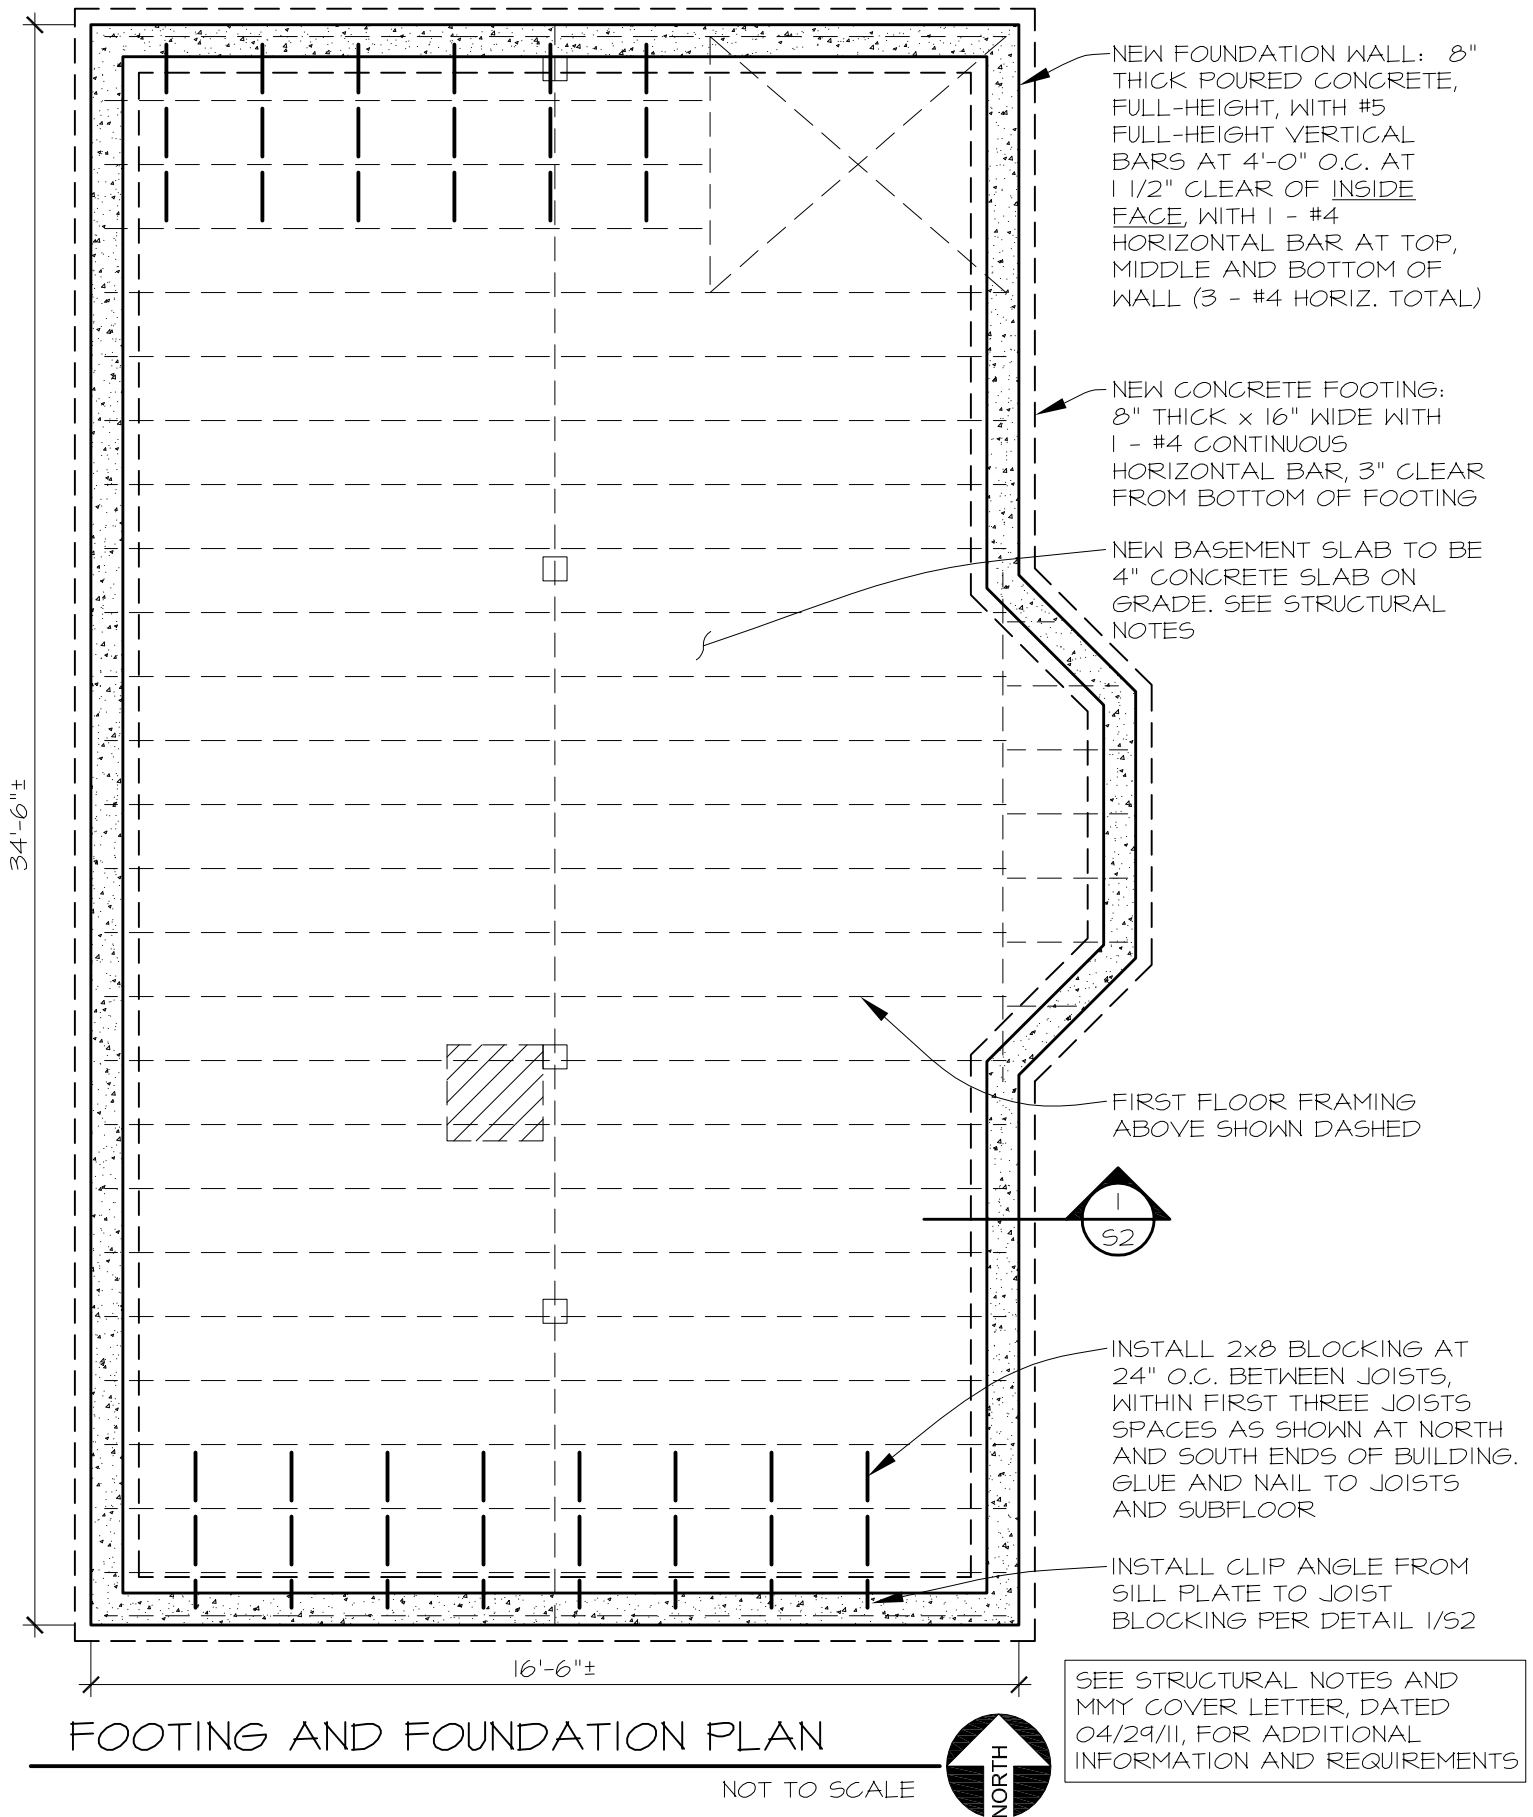 NEW FOUNDATION WALL: 8"
THICK POURED CONCRETE,
FULL-HEIGHT, WITH #5
FULL-HEIGHT VERTICAL
BARS AT 4'-0" O.C. AT
1 1/2" CLEAR OF INSIDE
FACE, WITH 1 - #4
HORIZONTAL BAR AT TOP,
MIDDLE AND BOTTOM OF
WALL (3 - #4 HORIZ. TOTAL)
NEW CONCRETE FOOTING:
8" THICK x 16" WIDE WITH
1 - #4 CONTINUOUS
HORIZONTAL BAR, 3" CLEAR
FROM BOTTOM OF FOOTING
NEW BASEMENT SLAB TO BE
4" CONCRETE SLAB ON
GRADE. SEE STRUCTURAL
NOTES
34'-6"±
FIRST FLOOR FRAMING
ABOVE SHOWN DASHED
1
S2
INSTALL 2x8 BLOCKING AT
24" O.C. BETWEEN JOISTS,
WITHIN FIRST THREE JOISTS
SPACES AS SHOWN AT NORTH
AND SOUTH ENDS OF BUILDING.
GLUE AND NAIL TO JOISTS
AND SUBFLOOR
INSTALL CLIP ANGLE FROM
SILL PLATE TO JOIST
BLOCKING PER DETAIL 1/S2
16'-6"±
SEE STRUCTURAL NOTES AND
MMY COVER LETTER, DATED
04/29/11, FOR ADDITIONAL
INFORMATION AND REQUIREMENTS
FOOTING AND FOUNDATION PLAN
NOT TO SCALE
NORTH